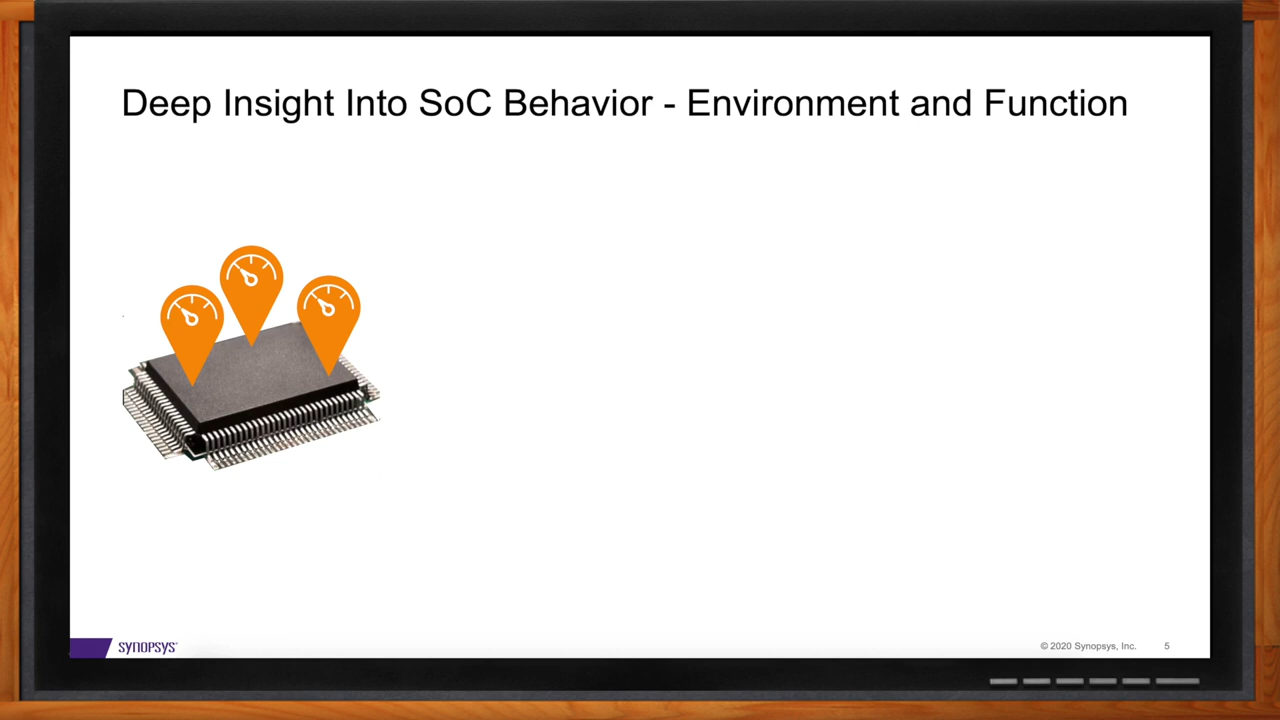 Deep Insight Into SoC Behavior - Environment and Function
SYNOPSYS®
© 2020 Synopsys, Inc.
5